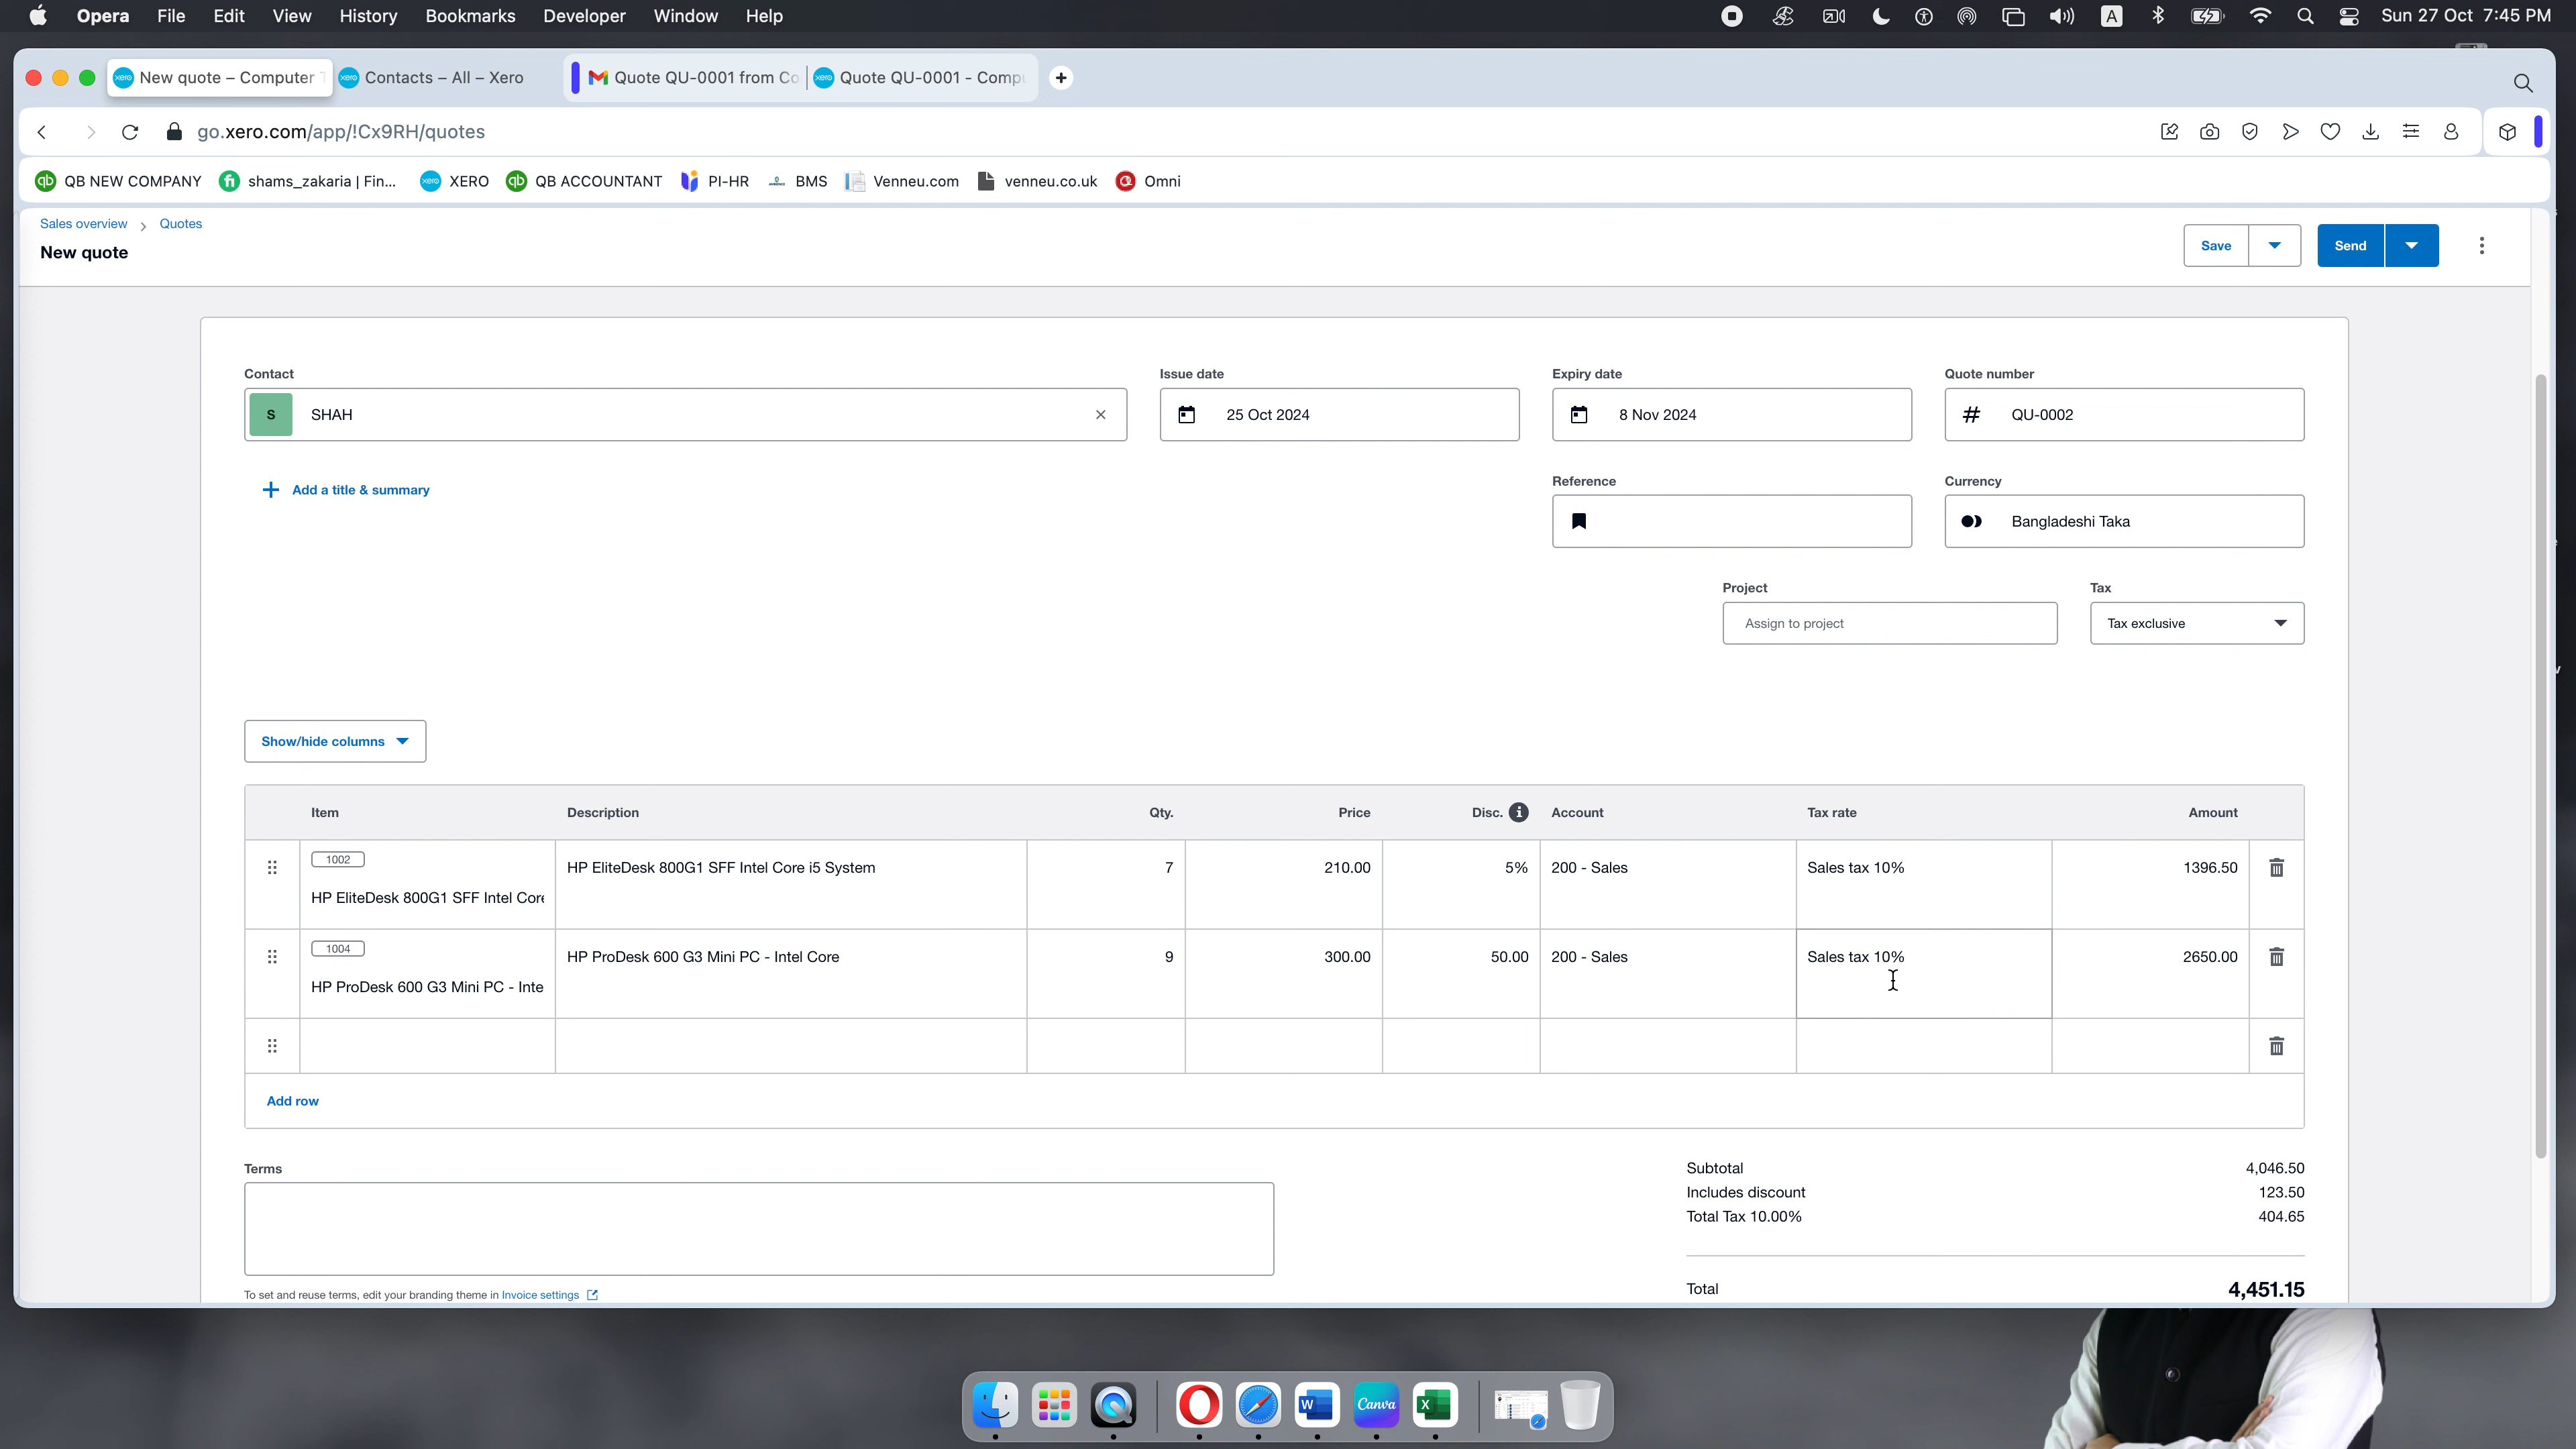 Opera File Edit View History Bookmarks Developer Window Help A Sun 27 Oct 7:45 PM
xero New quote – Computer T xero Contacts – All – Xero Quote QU-0001 from Co xero Quote QU-0001 - Compu
go.xero.com/app/!Cx9RH/quotes
qb QB NEW COMPANY fi shams_zakaria | Fin... xero XERO qb QB ACCOUNTANT PI-HR BMS Venneu.com venneu.co.uk Omni
Sales overview > Quotes
New quote
Save Send
Contact Issue date Expiry date Quote number
S SHAH 25 Oct 2024 8 Nov 2024 # QU-0002
Add a title & summary
Reference Currency
Bangladeshi Taka
Project Tax
Assign to project Tax exclusive
Show/hide columns
Item Description Qty. Price Disc. i Account Tax rate Amount
1002
HP EliteDesk 800G1 SFF Intel Core i5 System 7 210.00 5% 200 - Sales Sales tax 10% 1396.50
HP EliteDesk 800G1 SFF Intel Core
1004
HP ProDesk 600 G3 Mini PC - Intel Core 9 300.00 50.00 200 - Sales Sales tax 10% 2650.00
HP ProDesk 600 G3 Mini PC - Inte
Add row
Terms
Subtotal 4,046.50
Includes discount 123.50
Total Tax 10.00% 404.65
Total 4,451.15
To set and reuse terms, edit your branding theme in Invoice settings
W Canva X